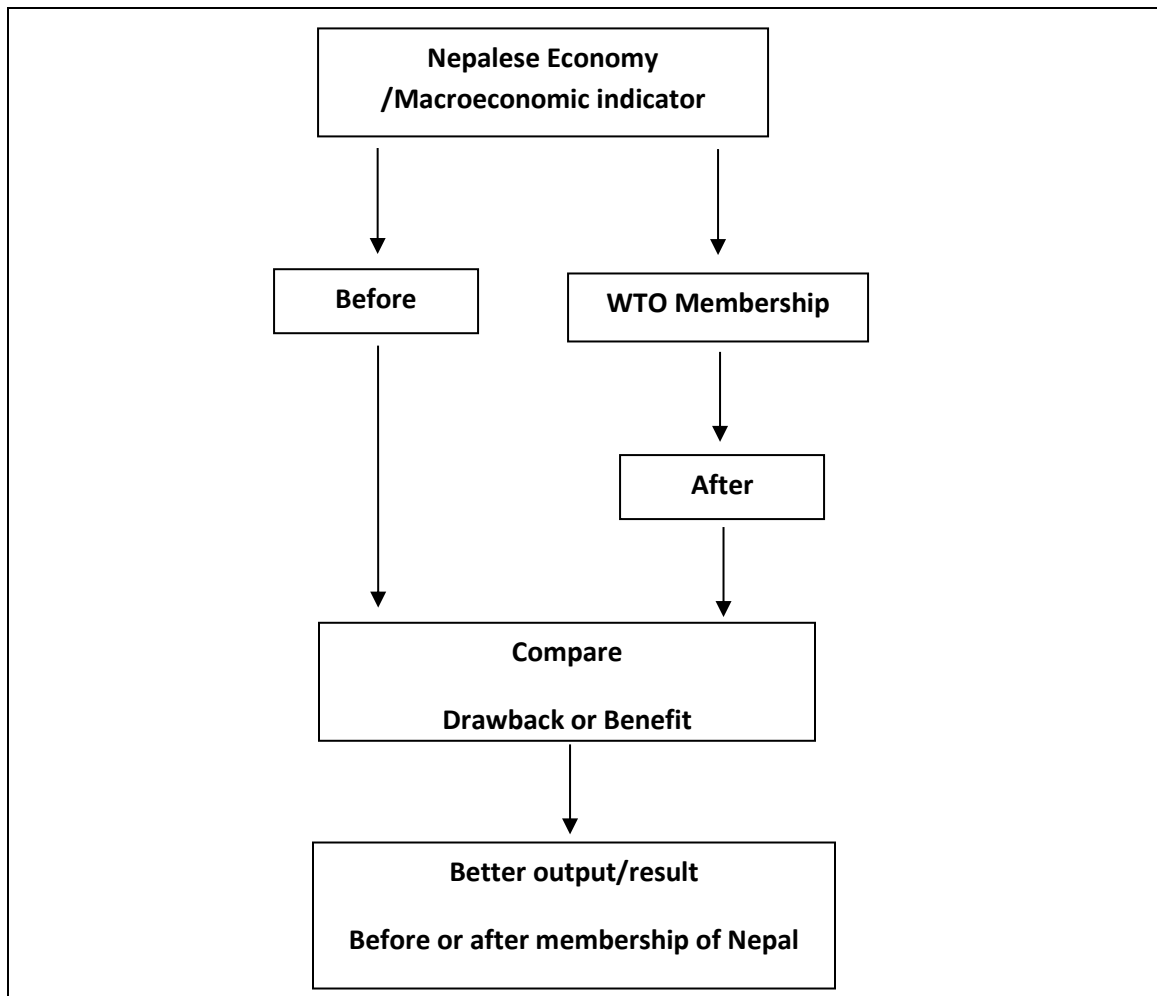 Nepalese Economy
/Macroeconomic indicator
Before
WTO Membership
After
Compare
Drawback or Benefit
Better output/result
Before or after membership of Nepal